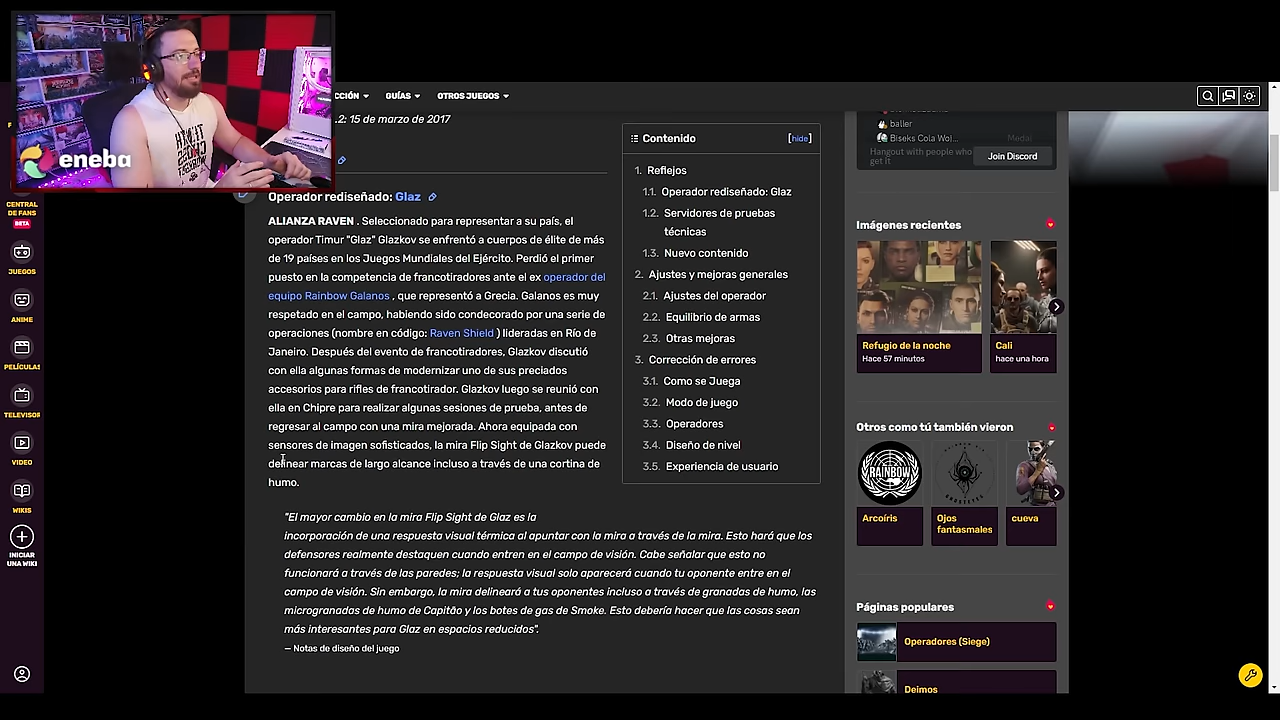 eneba
CCIÓN
GUÍAS
OTROS JUEGOS
.2: 15 de marzo de 2017
Operador rediseñado: Glaz
ALIANZA RAVEN . Seleccionado para representar a su país, el
operador Timur "Glaz" Glazkov se enfrentó a cuerpos de élite de más
de 19 países en los Juegos Mundiales del Ejército. Perdió el primer
puesto en la competencia de francotiradores ante el ex operador del
equipo Rainbow Galanos , que representó a Grecia. Galanos es muy
respetado en el campo, habiendo sido condecorado por una serie de
operaciones (nombre en código: Raven Shield ) lideradas en Río de
Janeiro. Después del evento de francotiradores, Glazkov discutió
con ella algunas formas de modernizar uno de sus preciados
accesorios para rifles de francotirador. Glazkov luego se reunió con
ella en Chipre para realizar algunas sesiones de prueba, antes de
regresar al campo con una mira mejorada. Ahora equipada con
sensores de imagen sofisticados, la mira Flip Sight de Glazkov puede
delinear marcas de largo alcance incluso a través de una cortina de
humo.
"El mayor cambio en la mira Flip Sight de Glaz es la
incorporación de una respuesta visual térmica al apuntar con la mira a través de la mira. Esto hará que los
defensores realmente destaquen cuando entren en el campo de visión. Cabe señalar que esto no
funcionará a través de las paredes; la respuesta visual solo aparecerá cuando tu oponente entre en el
campo de visión. Sin embargo, la mira delineará a tus oponentes incluso a través de granadas de humo, las
microgranadas de humo de Capitão y los botes de gas de Smoke. Esto debería hacer que las cosas sean
más interesantes para Glaz en espacios reducidos".
— Notas de diseño del juego
Contenido [hide]
1. Reflejos
1.1. Operador rediseñado: Glaz
1.2. Servidores de pruebas
técnicas
1.3. Nuevo contenido
2. Ajustes y mejoras generales
2.1. Ajustes del operador
2.2. Equilibrio de armas
2.3. Otras mejoras
3. Corrección de errores
3.1. Como se Juega
3.2. Modo de juego
3.3. Operadores
3.4. Diseño de nivel
3.5. Experiencia de usuario
baller
Biseks Cola Wol... Medal
Hangout with people who
get it
Join Discord
Imágenes recientes
Refugio de la noche
Hace 57 minutos
Cali
hace una hora
Otros como tú también vieron
RAINBOW
Arcoíris
Ojos
fantasmales
cueva
Páginas populares
Operadores (Siege)
Deimos
CENTRAL
DE FANS
BETA
JUEGOS
ANIME
PELÍCULAS
TELEVISOR
VIDEO
WIKIS
INICIAR
UNA WIKI